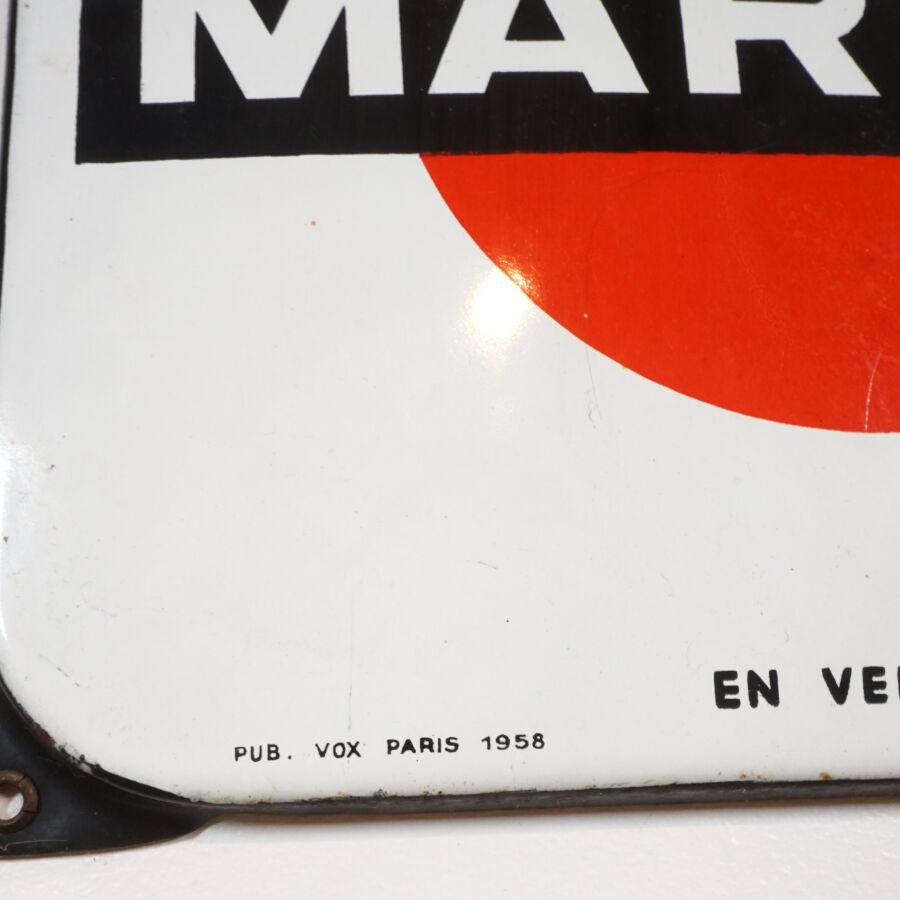 MAR
EN VE
PUB. VOX PARIS 1958